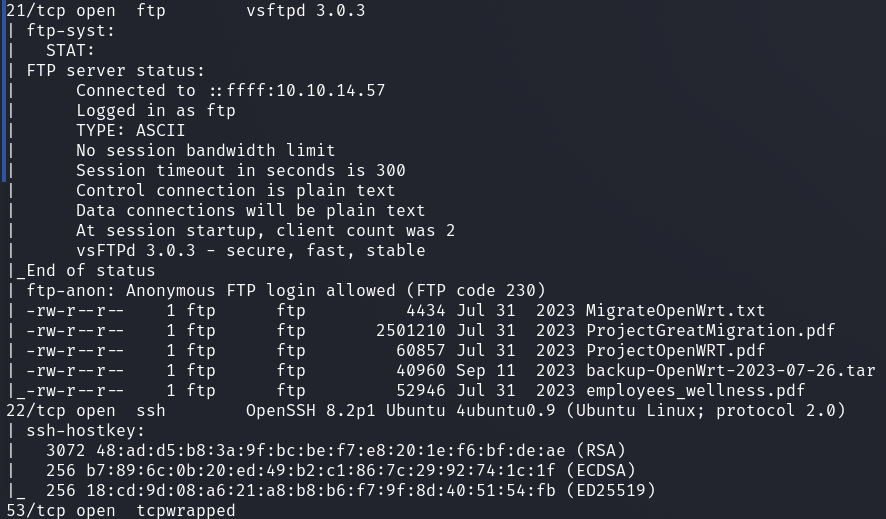 21/tcp open  ftp        vsftpd 3.0.3
| ftp-syst:
|   STAT:
| FTP server status:
|      Connected to ::ffff:10.10.14.57
|      Logged in as ftp
|      TYPE: ASCII
|      No session bandwidth limit
|      Session timeout in seconds is 300
|      Control connection is plain text
|      Data connections will be plain text
|      At session startup, client count was 2
|      vsFTPd 3.0.3 - secure, fast, stable
|_End of status
| ftp-anon: Anonymous FTP login allowed (FTP code 230)
| -rw-r--r--    1 ftp      ftp          4434 Jul 31  2023 MigrateOpenWrt.txt
| -rw-r--r--    1 ftp      ftp       2501210 Jul 31  2023 ProjectGreatMigration.pdf
| -rw-r--r--    1 ftp      ftp         60857 Jul 31  2023 ProjectOpenWRT.pdf
| -rw-r--r--    1 ftp      ftp         40960 Sep 11  2023 backup-OpenWrt-2023-07-26.tar
|_-rw-r--r--    1 ftp      ftp         52946 Jul 31  2023 employees_wellness.pdf
22/tcp open  ssh        OpenSSH 8.2p1 Ubuntu 4ubuntu0.9 (Ubuntu Linux; protocol 2.0)
| ssh-hostkey:
|   3072 48:ad:d5:b8:3a:9f:bc:be:f7:e8:20:1e:f6:bf:de:ae (RSA)
|   256 b7:89:6c:0b:20:ed:49:b2:c1:86:7c:29:92:74:1c:1f (ECDSA)
|_  256 18:cd:9d:08:a6:21:a8:b8:b6:f7:9f:8d:40:51:54:fb (ED25519)
53/tcp open  tcpwrapped